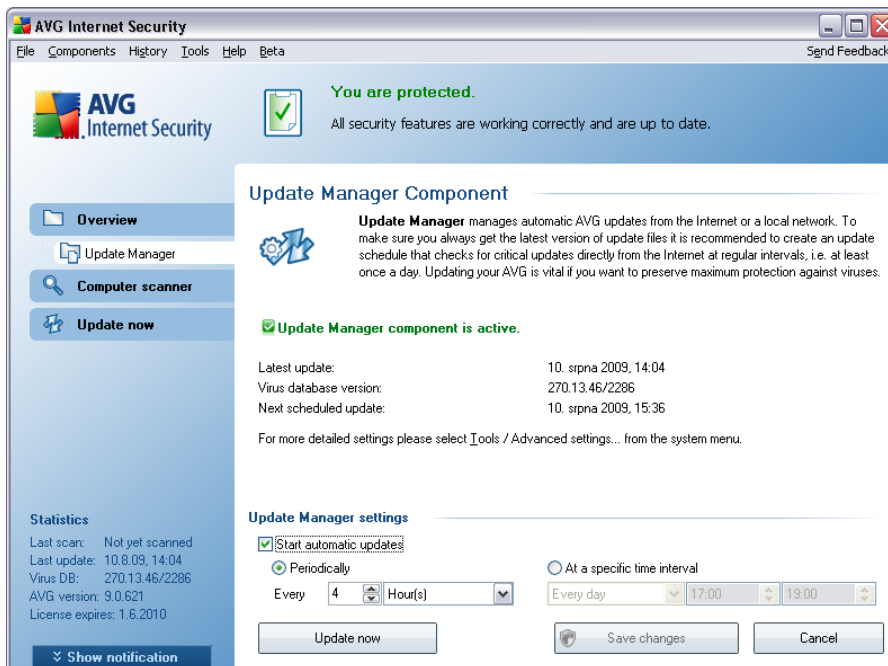 AVG Internet Security
File Components History Tools Help Beta Send Feedback
AVG
Internet Security
You are protected.
All security features are working correctly and are up to date.
Overview
Update Manager
Computer scanner
Update now
Update Manager Component
Update Manager manages automatic AVG updates from the Internet or a local network. To
make sure you always get the latest version of update files it is recommended to create an update
schedule that checks for critical updates directly from the Internet at regular intervals, i.e. at least
once a day. Updating your AVG is vital if you want to preserve maximum protection against viruses.
Update Manager component is active.
Latest update: 10. srpna 2009, 14:04
Virus database version: 270.13.46/2286
Next scheduled update: 10. srpna 2009, 15:36
For more detailed settings please select Tools / Advanced settings... from the system menu.
Statistics
Last scan: Not yet scanned
Last update: 10.8.09, 14:04
Virus DB: 270.13.46/2286
AVG version: 9.0.621
License expires: 1.6.2010
Show notification
Update Manager settings
Start automatic updates
Periodically At a specific time interval
Every 4 Hour(s) Every day 17:00 19:00
Update now Save changes Cancel